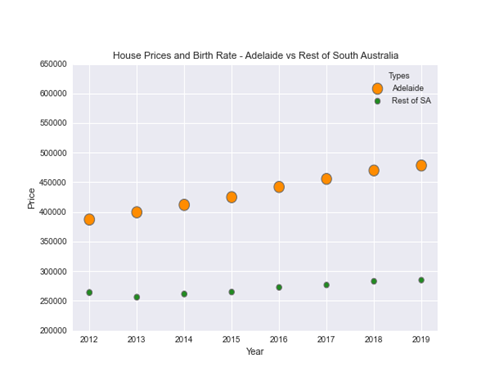 House Prices and Birth Rate - Adelaide vs Rest of South Australia
650000
600000
550000
500000
450000
400000
350000
300000
250000
200000
Price
Types
Adelaide
Rest of SA
2012 2013 2014 2015 2016 2017 2018 2019
Year